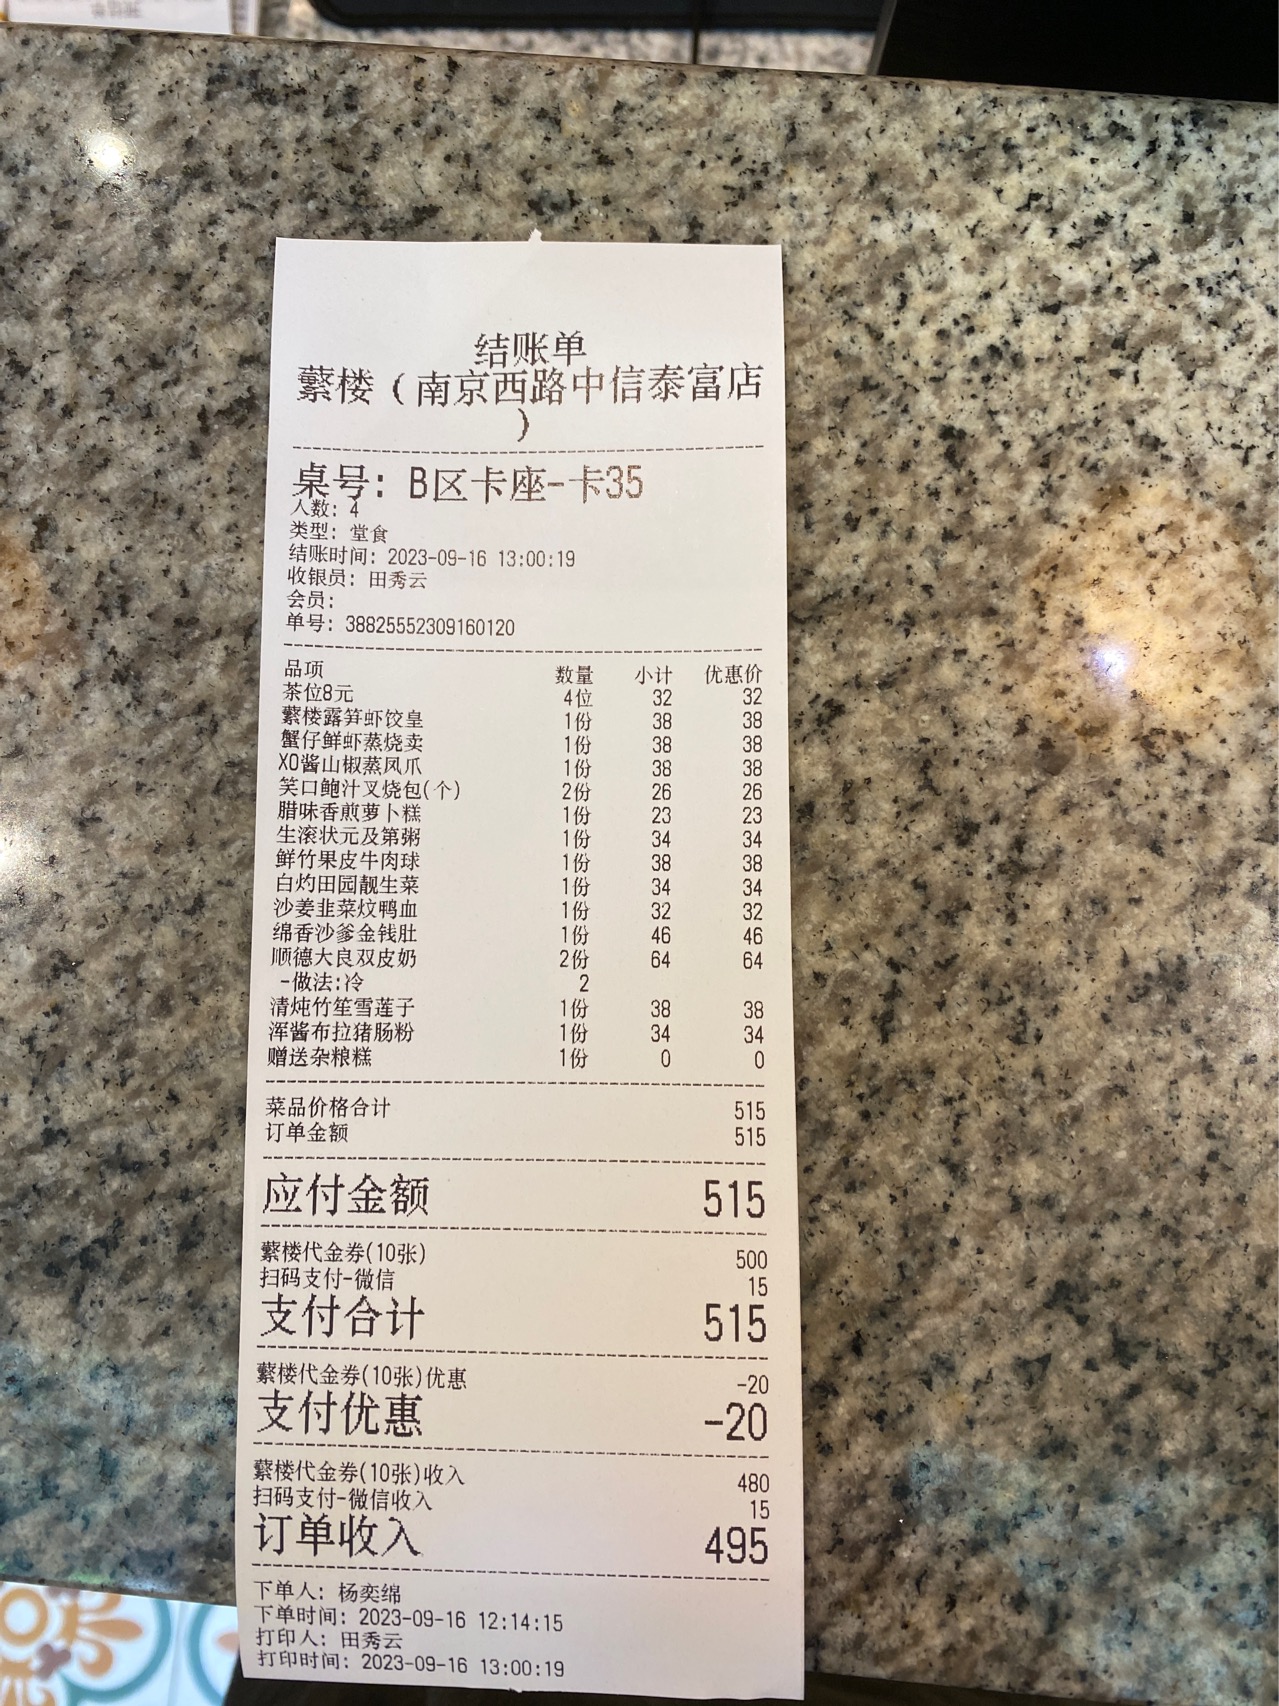 结账单
蘩楼（南京西路中信泰富店
）
桌号：B区卡座-卡35
人数：4
类型：堂食
结账时间：2023-09-16 13:00:19
收银员：田秀云
会员：
单号：38825552309160120
品项 数量 小计 优惠价
茶位8元 4位 32 32
蘩楼露笋虾饺皇 1份 38 38
蟹仔鲜虾蒸烧卖 1份 38 38
XO酱山椒蒸凤爪 1份 38 38
笑口鲍汁叉烧包(个) 2份 26 26
腊味香煎萝卜糕 1份 23 23
生滚状元及第粥 1份 34 34
鲜竹果皮牛肉球 1份 38 38
白灼田园靓生菜 1份 34 34
沙姜韭菜炆鸭血 1份 32 32
绵香沙爹金钱肚 1份 46 46
顺德大良双皮奶 2份 64 64
-做法:冷 2
清炖竹笙雪莲子 1份 38 38
浑酱布拉猪肠粉 1份 34 34
赠送杂粮糕 1份 0 0
菜品价格合计 515
订单金额 515
应付金额 515
蘩楼代金券(10张) 500
扫码支付-微信 15
支付合计 515
蘩楼代金券(10张)优惠 -20
支付优惠 -20
蘩楼代金券(10张)收入 480
扫码支付-微信收入 15
订单收入 495
下单人：杨奕绵
下单时间：2023-09-16 12:14:15
打印人：田秀云
打印时间：2023-09-16 13:00:19